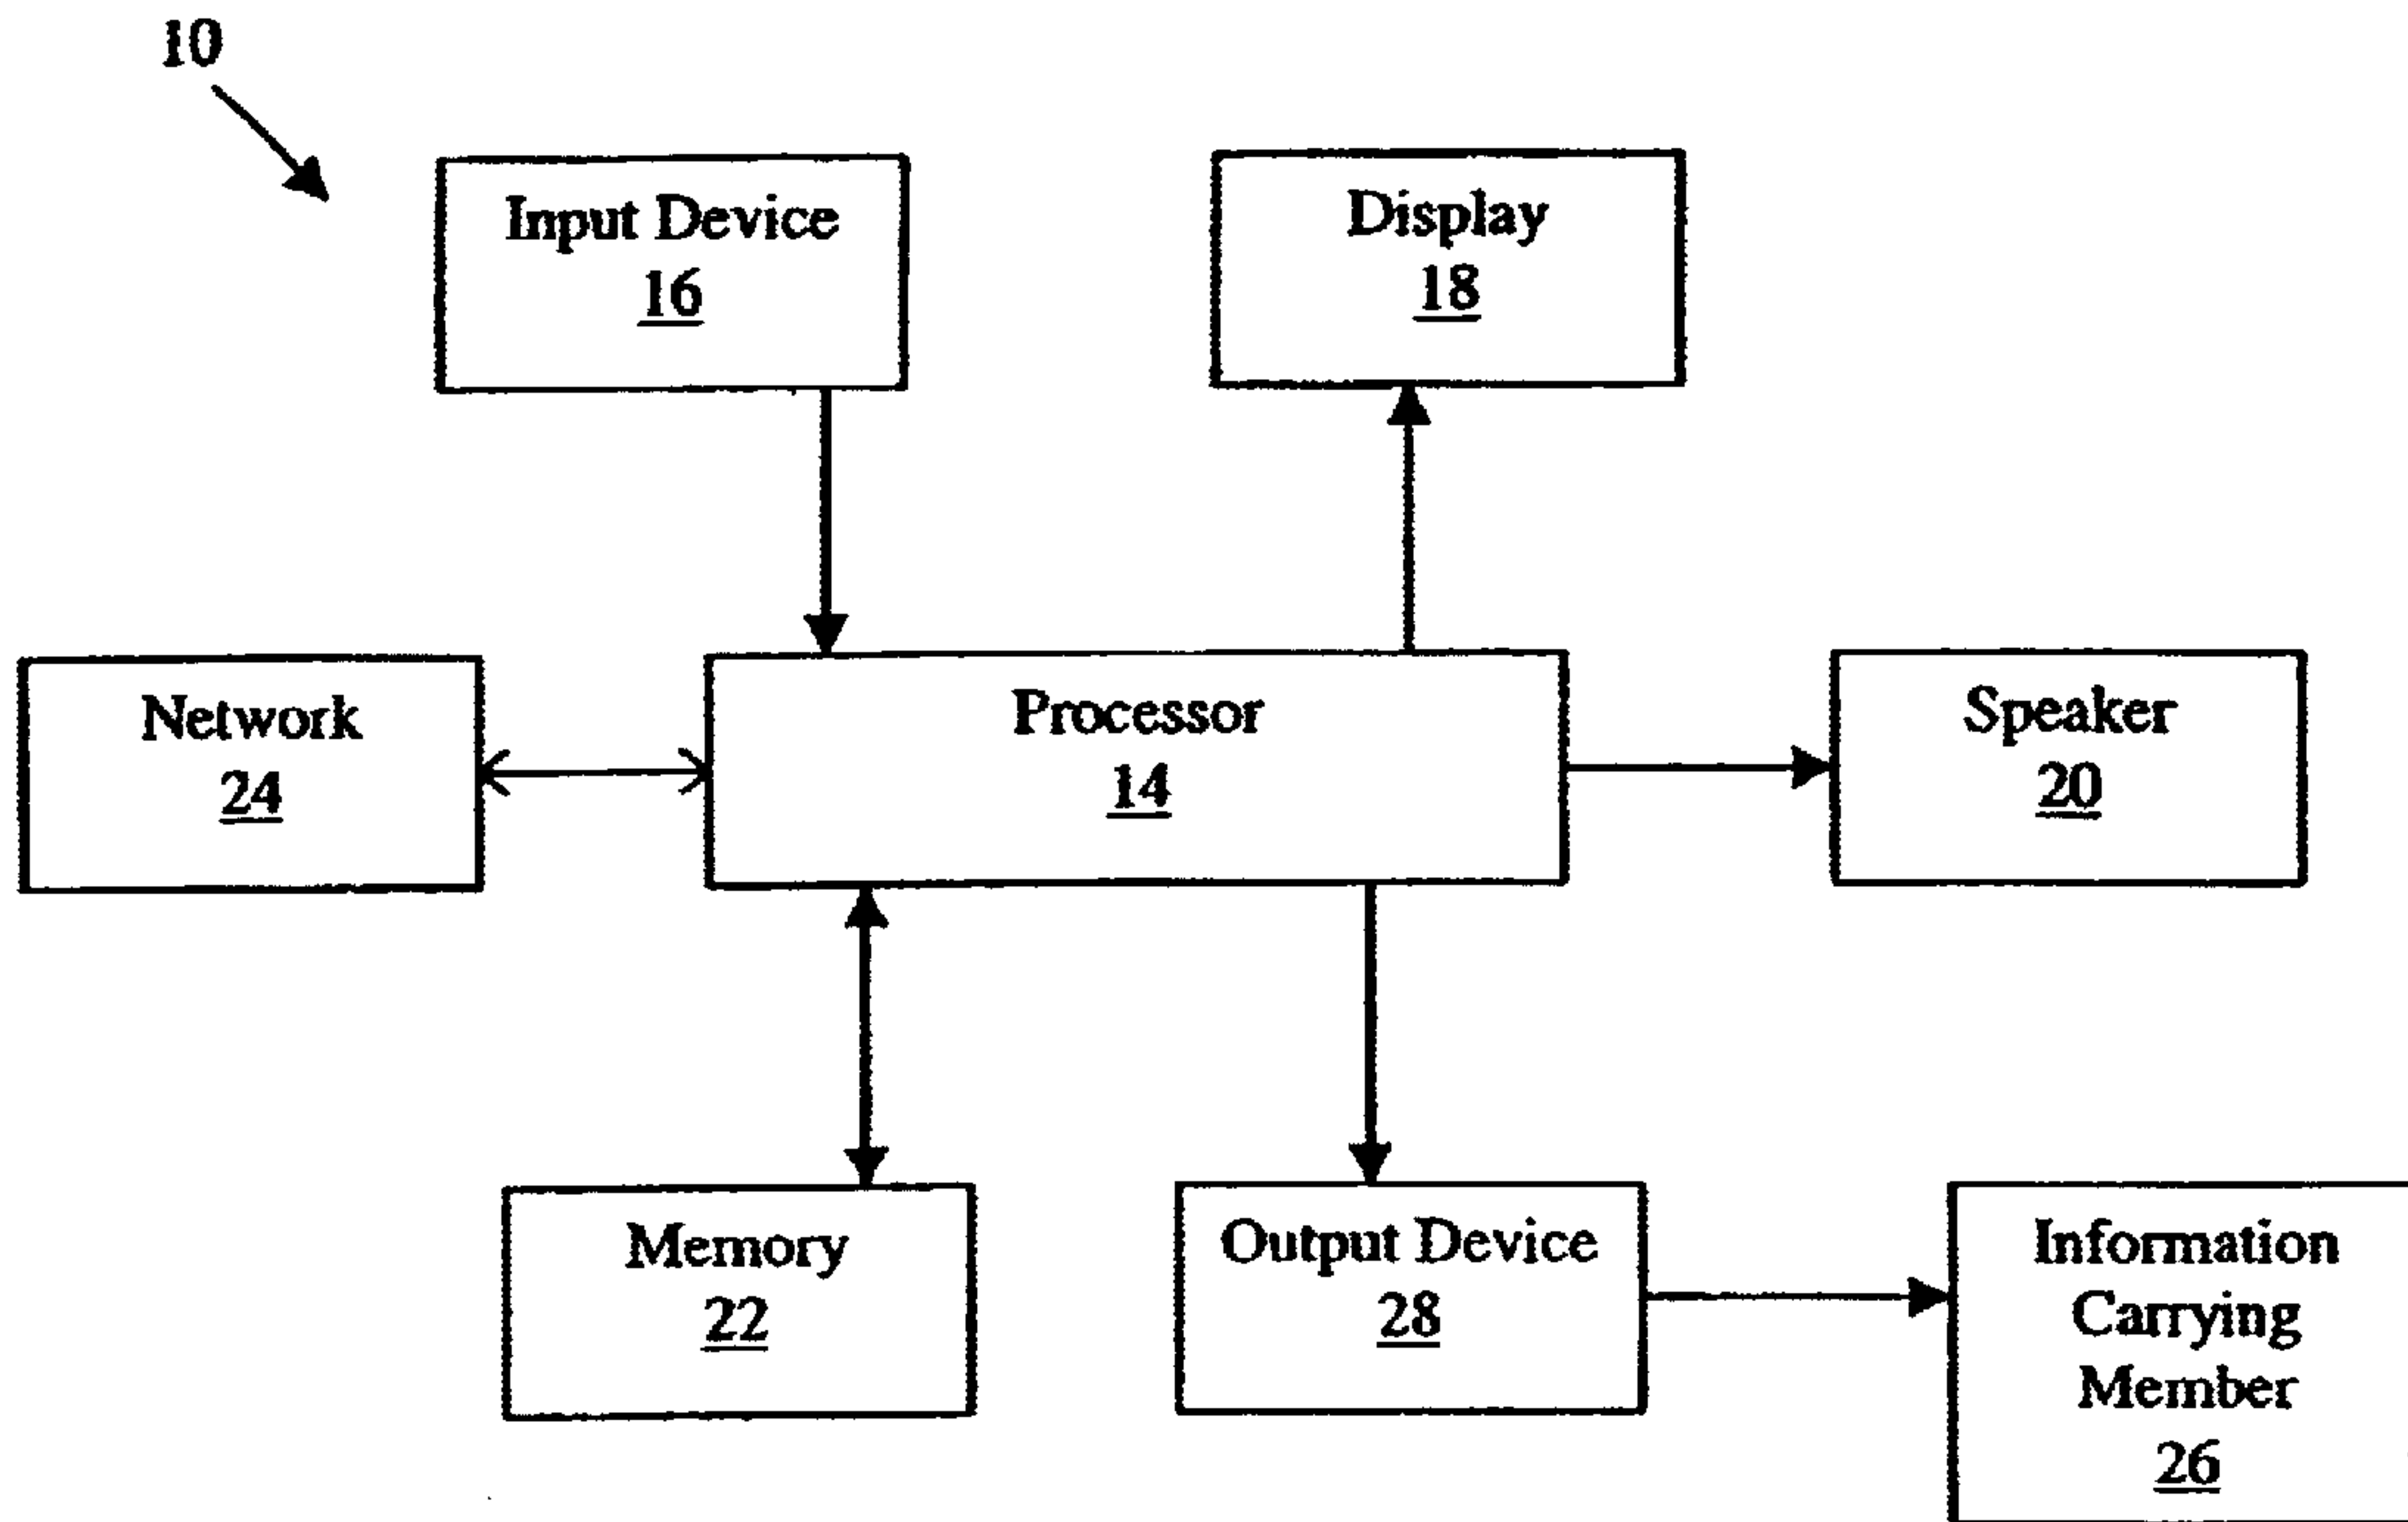 10
Input Device
16
Display
18
Network
24
Processor
14
Speaker
20
Memory
22
Output Device
28
Information
Carrying
Member
26